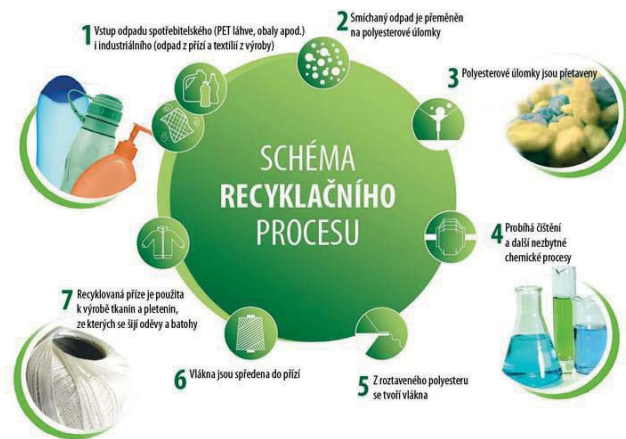 1 Vstup odpadu spotřebitelského (PET láhve, obaly apod.)
i industriálního (odpad z přízí a textilií z výroby)
2 Smíchaný odpad je přeměněn
na polyesterové úlomky
3 Polyesterové úlomky jsou přetaveny
SCHÉMA
RECYKLAČNÍHO
PROCESU
4 Probíhá čištění
a další nezbytné
chemické procesy
5 Z roztaveného polyesteru
se tvoří vlákna
6 Vlákna jsou spředena do přízí
7 Recyklovaná příze je použita
k výrobě tkanin a pletenin,
ze kterých se šijí oděvy a batohy